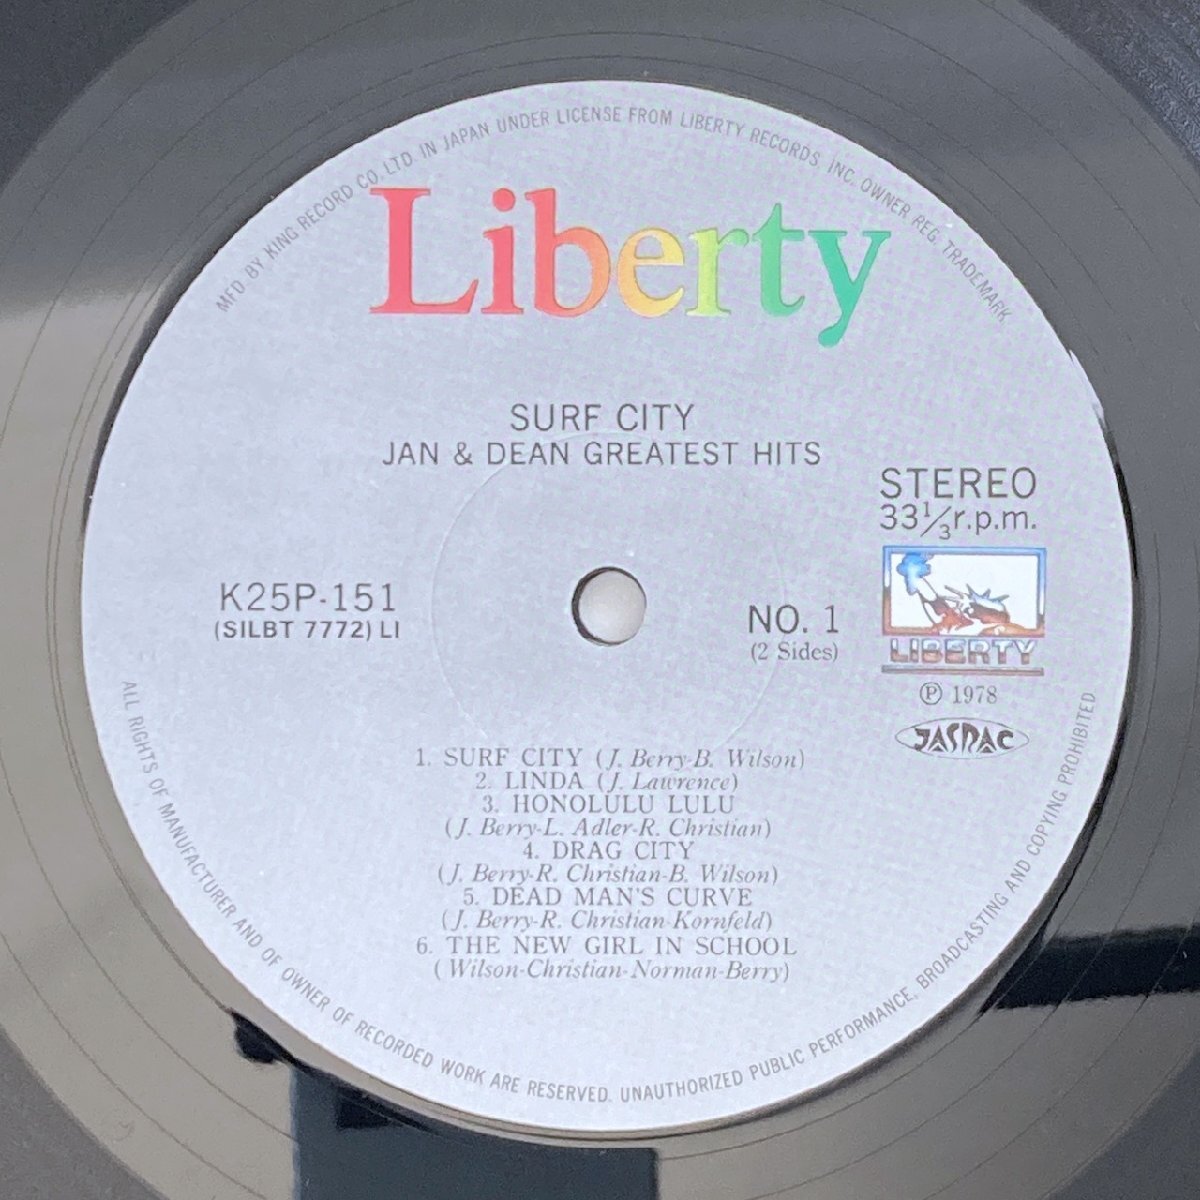 MFD BY KING RECORD CO. LTD. IN JAPAN UNDER LICENSE FROM LIBERTY RECORDS, INC. OWNER REG. TRADEMARK.
Liberty
SURF CITY
JAN & DEAN GREATEST HITS
STEREO
33⅓r.p.m.
K25P-151
(SILBT 7772) LI
NO. 1
(2 Sides)
LIBERTY
Ⓟ 1978
JASRAC
1. SURF CITY (J. Berry-B. Wilson)
2. LINDA (J. Lawrence)
3. HONOLULU LULU
(J. Berry-L. Adler-R. Christian)
4. DRAG CITY
(J. Berry-R. Christian-B. Wilson)
5. DEAD MAN'S CURVE
(J. Berry-R. Christian-Kornfeld)
6. THE NEW GIRL IN SCHOOL
(Wilson-Christian-Norman-Berry)
ALL RIGHTS OF MANUFACTURER AND OF OWNER OF RECORDED WORK ARE RESERVED. UNAUTHORIZED PUBLIC PERFORMANCE, BROADCASTING AND COPYING PROHIBITED